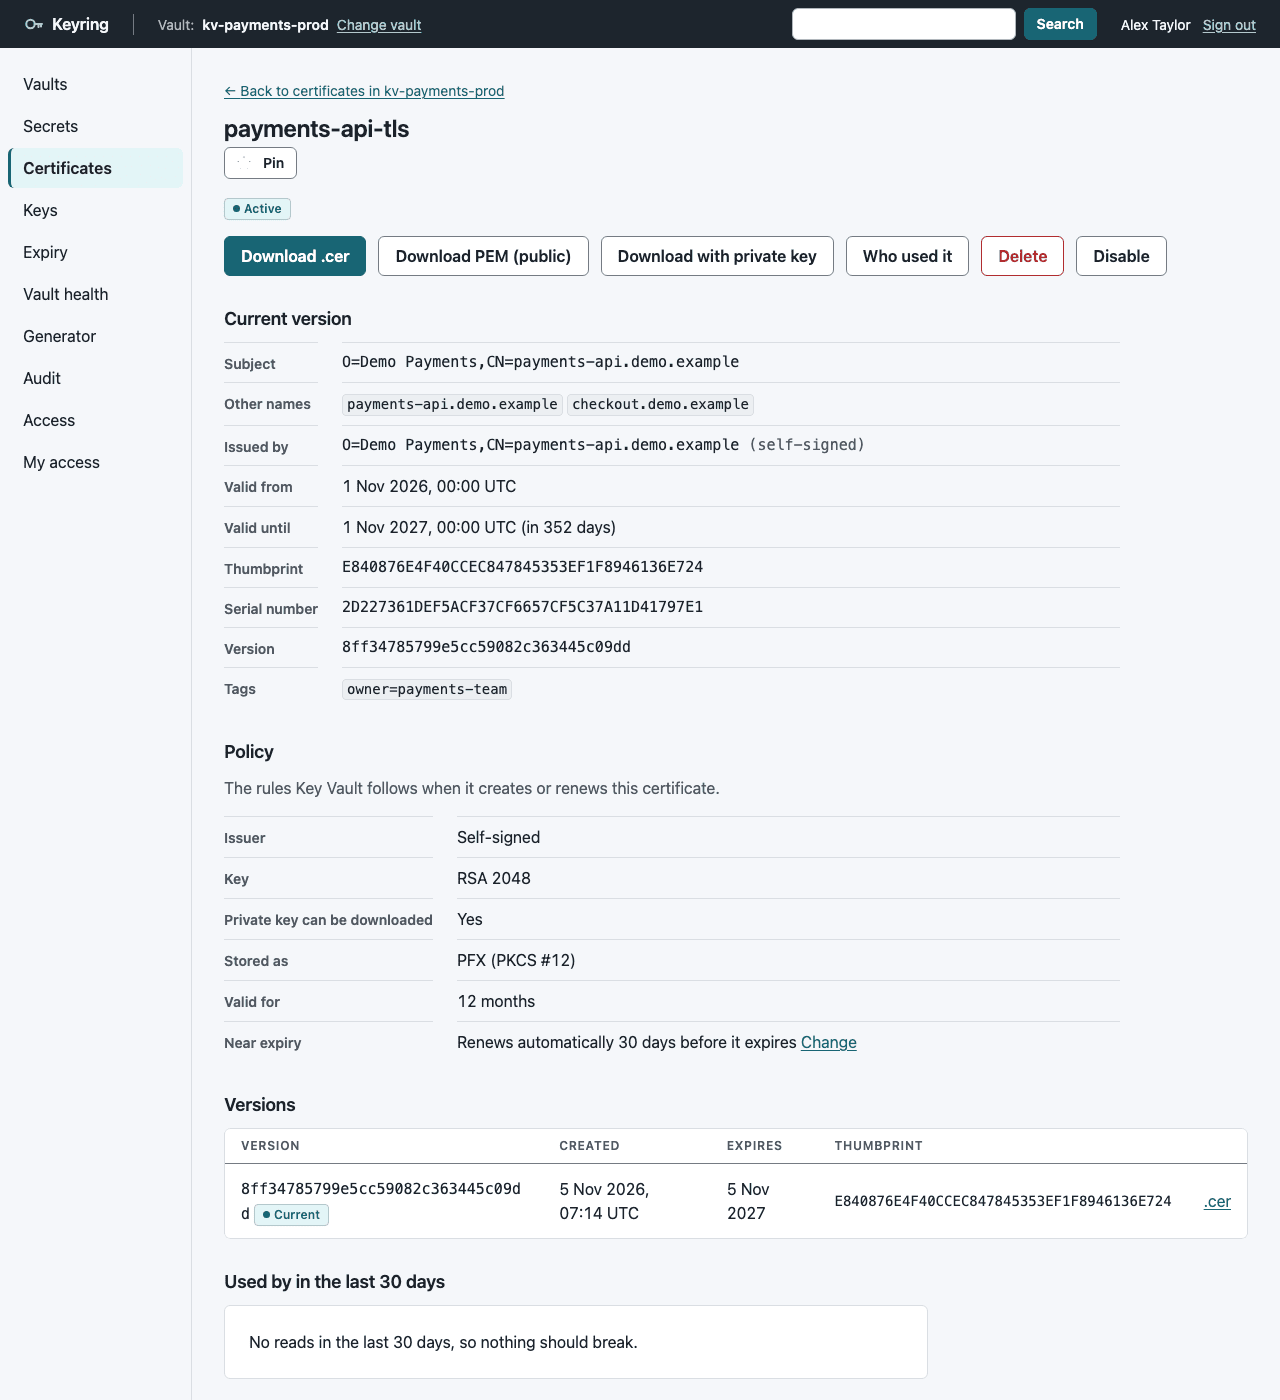 Keyring
Vault: kv-payments-prod Change vault
Search
Alex Taylor Sign out
Vaults
Secrets
Certificates
Keys
Expiry
Vault health
Generator
Audit
Access
My access
← Back to certificates in kv-payments-prod
payments-api-tls
Pin
Active
Download .cer Download PEM (public) Download with private key Who used it Delete Disable
Current version
Subject O=Demo Payments,CN=payments-api.demo.example
Other names payments-api.demo.example checkout.demo.example
Issued by O=Demo Payments,CN=payments-api.demo.example (self-signed)
Valid from 1 Nov 2026, 00:00 UTC
Valid until 1 Nov 2027, 00:00 UTC (in 352 days)
Thumbprint E840876E4F40CCEC847845353EF1F8946136E724
Serial number 2D227361DEF5ACF37CF6657CF5C37A11D41797E1
Version 8ff34785799e5cc59082c363445c09dd
Tags owner=payments-team
Policy
The rules Key Vault follows when it creates or renews this certificate.
Issuer Self-signed
Key RSA 2048
Private key can be downloaded Yes
Stored as PFX (PKCS #12)
Valid for 12 months
Near expiry Renews automatically 30 days before it expires Change
Versions
VERSION CREATED EXPIRES THUMBPRINT
8ff34785799e5cc59082c363445c09d
d Current
5 Nov 2026,
07:14 UTC
5 Nov
2027
E840876E4F40CCEC847845353EF1F8946136E724
.cer
Used by in the last 30 days
No reads in the last 30 days, so nothing should break.